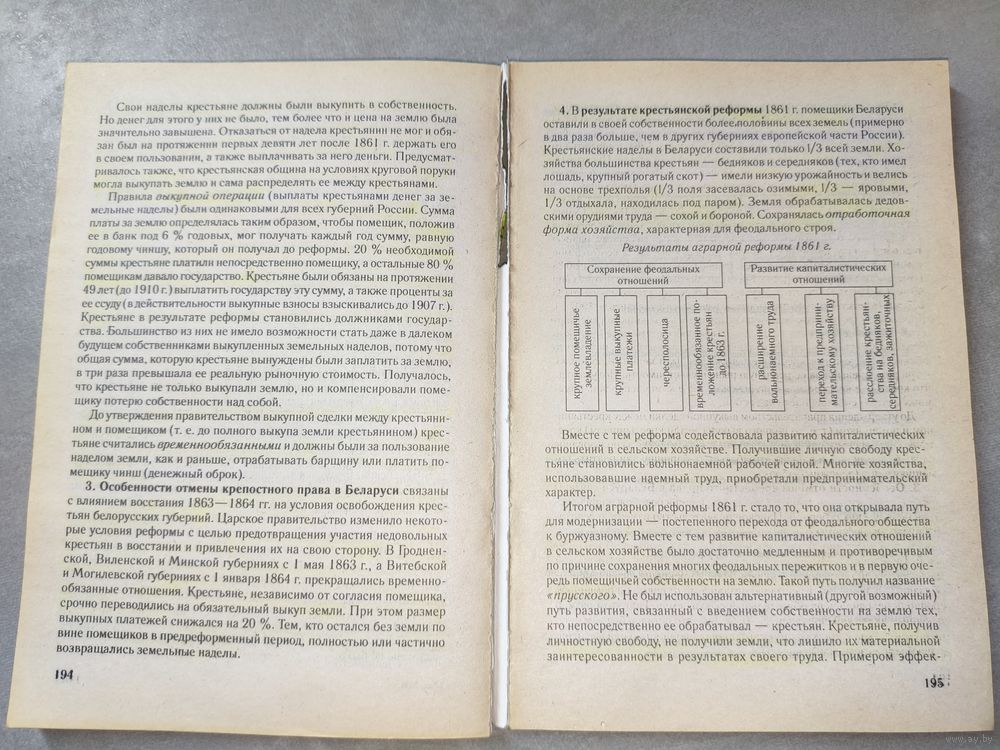 Свои наделы крестьяне должны были выкупить в собственность.
Но денег для этого у них не было, тем более что и цена на землю была
значительно завышена. Отказаться от надела крестьянин не мог и обя-
зан был на протяжении первых девяти лет после 1861 г. держать его
в своем пользовании, а также выплачивать за него деньги. Предусмат-
ривалось также, что крестьянская община на условиях круговой поруки
могла выкупать землю и сама распределять ее между крестьянами.
Правила выкупной операции (выплаты крестьянами денег за зе-
мельные наделы) были одинаковыми для всех губерний России. Сумма
платы за землю определялась таким образом, чтобы помещик, положив
ее в банк под 6 % годовых, мог получать каждый год сумму, равную
годовому чиншу, который он получал до реформы. 20 % необходимой
суммы крестьяне платили непосредственно помещику, а остальные 80 %
помещикам давало государство. Крестьяне были обязаны на протяжении
49 лет (до 1910 г.) выплатить государству эту сумму, а также проценты за
ее ссуду (в действительности выкупные взносы взыскивались до 1907 г.).
Крестьяне в результате реформы становились должниками государ-
ства. Большинство из них не имело возможности стать даже в далеком
будущем собственниками выкупленных земельных наделов, потому что
общая сумма, которую крестьяне вынуждены были заплатить за землю,
в три раза превышала ее реальную рыночную стоимость. Получалось,
что крестьяне не только выкупали землю, но и компенсировали поме-
щику потерю собственности над собой.
До утверждения правительством выкупной сделки между крестьяни-
ном и помещиком (т. е. до полного выкупа земли крестьянином) крес-
тьяне считались временнообязанными и должны были за пользование
наделом земли, как и раньше, отрабатывать барщину или платить по-
мещику чинш (денежный оброк).
3. Особенности отмены крепостного права в Беларуси связаны
с влиянием восстания 1863—1864 гг. на условия освобождения крес-
тьян белорусских губерний. Царское правительство изменило некото-
рые условия реформы с целью предотвращения участия недовольных
крестьян в восстании и привлечения их на свою сторону. В Гроднен-
ской, Виленской и Минской губерниях с 1 мая 1863 г., а Витебской
и Могилевской губерниях с 1 января 1864 г. прекращались временно-
обязанные отношения. Крестьяне, независимо от согласия помещика,
срочно переводились на обязательный выкуп земли. При этом размер
выкупных платежей снижался на 20 %. Тем, кто остался без земли по
вине помещиков в предреформенный период, полностью или частично
возвращались земельные наделы.
194
4. В результате крестьянской реформы 1861 г. помещики Беларуси
оставили в своей собственности более половины всех земель (примерно
в два раза больше, чем в других губерниях европейской части России).
Крестьянские наделы в Беларуси составили только 1/3 всей земли. Хо-
зяйства большинства крестьян — бедняков и середняков (тех, кто имел
лошадь, крупный рогатый скот) — имели низкую урожайность и велись
на основе трехполья (1/3 поля засевалась озимыми, 1/3 — яровыми,
1/3 отдыхала, находилась под паром). Земля обрабатывалась дедов-
скими орудиями труда — сохой и бороной. Сохранялась отработочная
форма хозяйства, характерная для феодального строя.
Результаты аграрной реформы 1861 г.
Сохранение феодальных
отношений
Развитие капиталистических
отношений
крупное помещичье
землевладение
крупные выкупные
платежи
чересполосица
временнообязанное по-
ложение крестьян
до 1863 г.
расширение
вольнонаемного труда
переход к предприни-
мательскому хозяйству
расслоение крестьян-
ства на бедняков,
середняков, зажиточных
Вместе с тем реформа содействовала развитию капиталистических
отношений в сельском хозяйстве. Получившие личную свободу крес-
тьяне становились вольнонаемной рабочей силой. Многие хозяйства,
использовавшие наемный труд, приобретали предпринимательский
характер.
Итогом аграрной реформы 1861 г. стало то, что она открывала путь
для модернизации — постепенного перехода от феодального общества
к буржуазному. Вместе с тем развитие капиталистических отношений
в сельском хозяйстве было достаточно медленным и противоречивым
по причине сохранения многих феодальных пережитков и в первую оче-
редь помещичьей собственности на землю. Такой путь получил название
«прусского». Не был использован альтернативный (другой возможный)
путь развития, связанный с введением собственности на землю тех,
кто непосредственно ее обрабатывал — крестьян. Крестьяне, получив
личностную свободу, не получили земли, что лишило их материальной
заинтересованности в результатах своего труда. Примером эффек-
195
www.ay.by